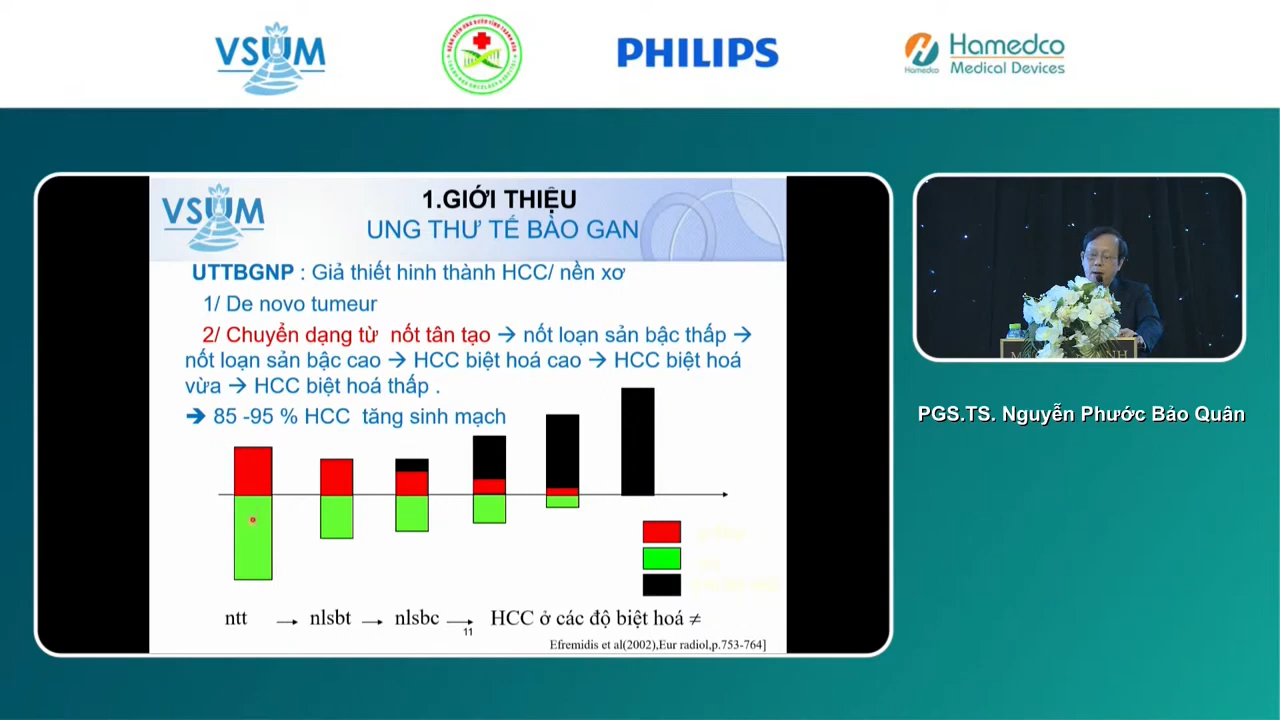 VSUM
PHILIPS
Hamedco
Hamedco
Medical Devices
VSUM
1.GIỚI THIỆU
UNG THƯ TẾ BÀO GAN
UTTBGNP : Giả thiết hinh thành HCC/ nền xơ
1/ De novo tumeur
2/ Chuyển dạng từ nốt tân tạo → nốt loạn sản bậc thấp →
nốt loạn sản bậc cao → HCC biệt hoá cao → HCC biệt hoá
vừa → HCC biệt hoá thấp .
➔ 85 -95 % HCC tăng sinh mạch
ntt → nlsbt → nlsbc → HCC ở các độ biệt hoá ≠
11
Efremidis et al(2002),Eur radiol,p.753-764]
PGS.TS. Nguyễn Phước Bảo Quân